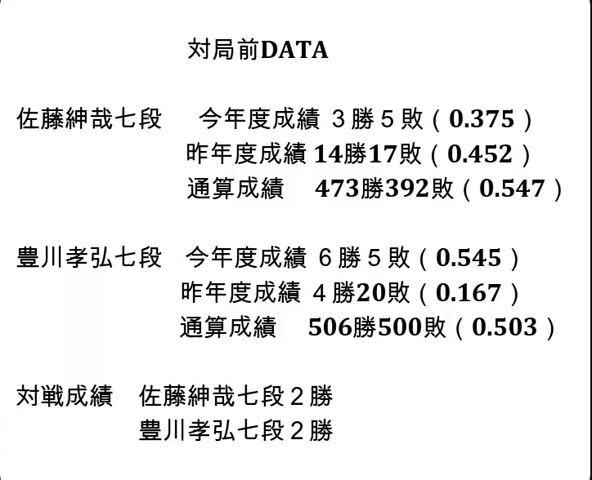 対局前DATA
佐藤紳哉七段 今年度成績 3勝5敗（0.375）
昨年度成績 14勝17敗（0.452）
通算成績 473勝392敗（0.547）
豊川孝弘七段 今年度成績 6勝5敗（0.545）
昨年度成績 4勝20敗（0.167）
通算成績 506勝500敗（0.503）
対戦成績 佐藤紳哉七段2勝
豊川孝弘七段2勝